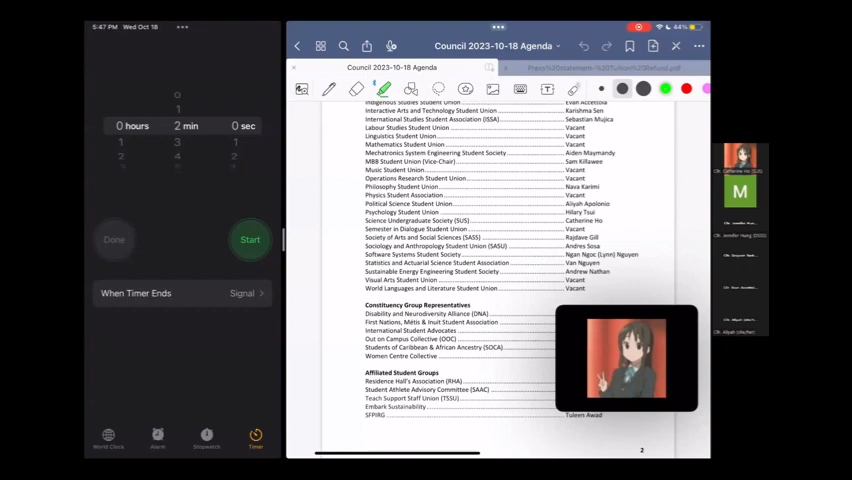 5:47 PM Wed Oct 18
44%
Council 2023-10-18 Agenda
Council 2023-10-18 Agenda
0
1
0 hours 2 min 0 sec
1 3 1
2 4 2
Done
Start
When Timer Ends Signal
World Clock
Alarm
Stopwatch
Timer
Indigenous Studies Student Union Evan Accettola
Interactive Arts and Technology Student Union Karishma Sen
International Studies Student Association (ISSA) Sebastian Mujica
Labour Studies Student Union Vacant
Linguistics Student Union Vacant
Mathematics Student Union Vacant
Mechatronics System Engineering Student Society Aiden Maymandy
MBB Student Union (Vice-Chair) Sam Killawee
Music Student Union Vacant
Operations Research Student Union Vacant
Philosophy Student Union Nava Karimi
Physics Student Association Vacant
Political Science Student Union Aliyah Apolonio
Psychology Student Union Hilary Tsui
Science Undergraduate Society (SUS) Catherine Ho
Semester in Dialogue Student Union Vacant
Society of Arts and Social Sciences (SASS) Rajdave Gill
Sociology and Anthropology Student Union (SASU) Andres Sosa
Software Systems Student Society Ngan Ngoc (Lynn) Nguyen
Statistics and Actuarial Science Student Association Van Nguyen
Sustainable Energy Engineering Student Society Andrew Nathan
Visual Arts Student Union Vacant
World Languages and Literature Student Union Vacant
Constituency Group Representatives
Disability and Neurodiversity Alliance (DNA)
First Nations, Métis & Inuit Student Association
International Student Advocates
Out on Campus Collective (OOC)
Students of Caribbean & African Ancestry (SOCA)
Women Centre Collective
Affiliated Student Groups
Residence Hall's Association (RHA)
Student Athlete Advisory Committee (SAAC)
Teach Support Staff Union (TSSU)
Embark Sustainability
SFPIRG Tuleen Awad
2
Cllr. Catherine Ho (SUS)
M